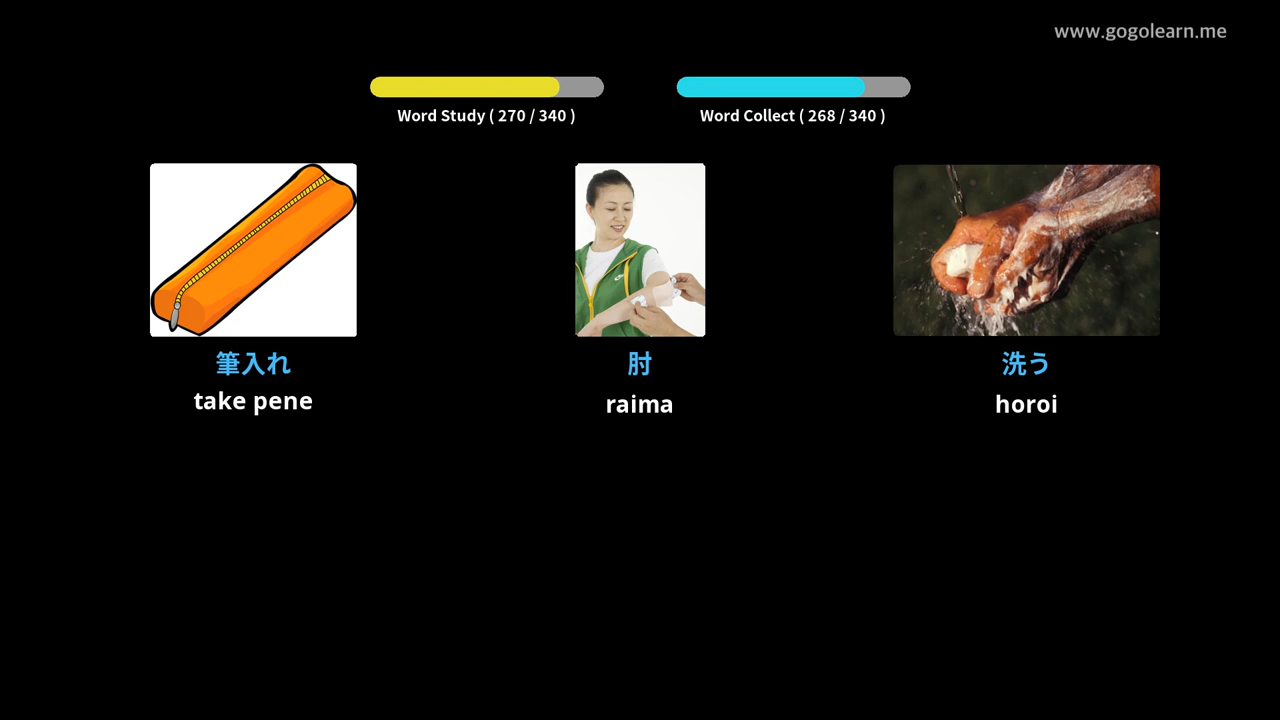 www.gogolearn.me
Word Study ( 270 / 340 )
Word Collect ( 268 / 340 )
筆入れ
take pene
肘
raima
洗う
horoi